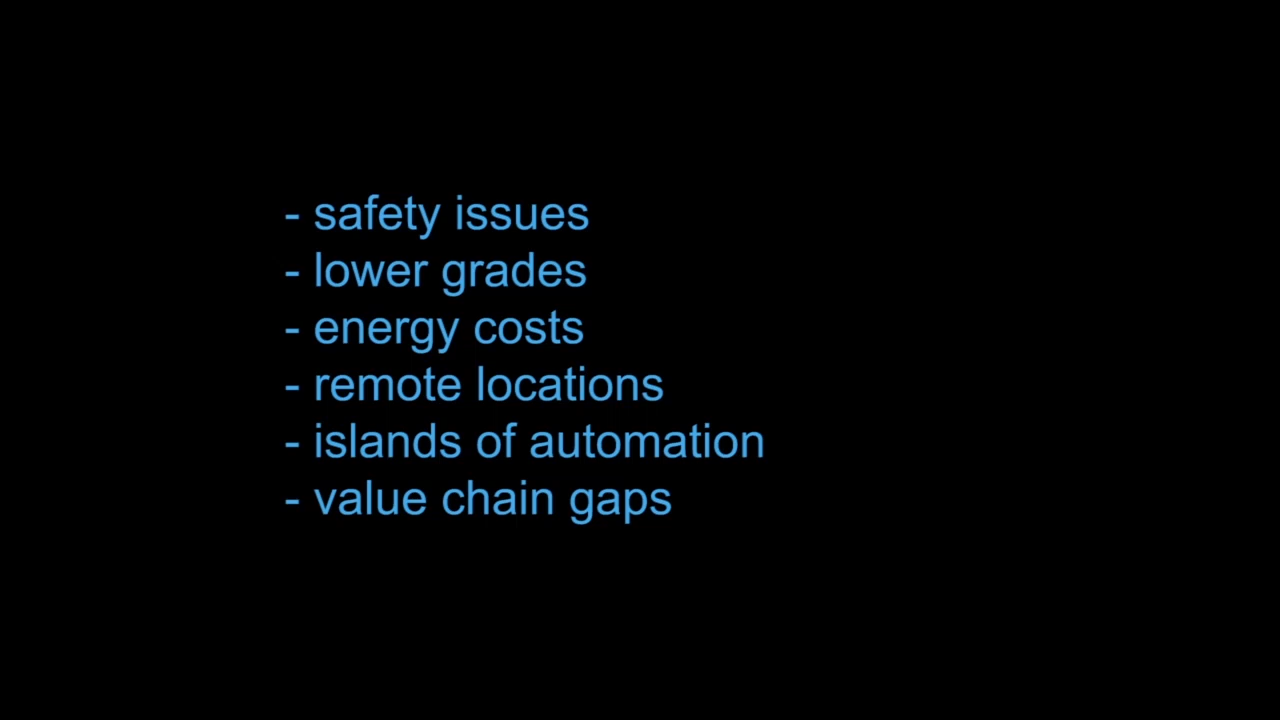 - safety issues
- lower grades
- energy costs
- remote locations
- islands of automation
- value chain gaps